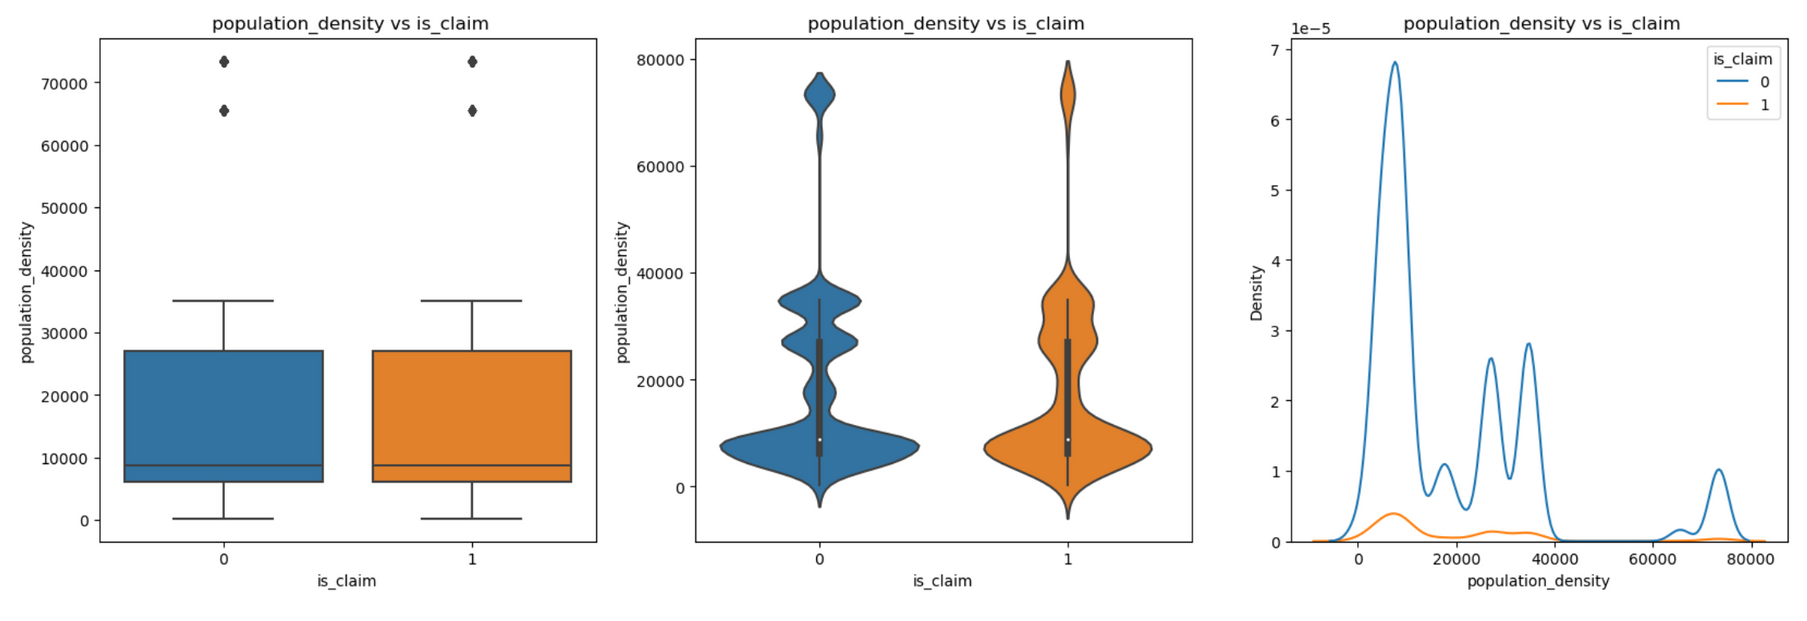 population_density vs is_claim
70000
60000
50000
40000
30000
20000
10000
0
population_density
0
1
is_claim
population_density vs is_claim
80000
60000
40000
20000
0
population_density
0
1
is_claim
population_density vs is_claim
1e−5
7
6
5
4
3
2
1
0
Density
is_claim
0
1
0
20000
40000
60000
80000
population_density